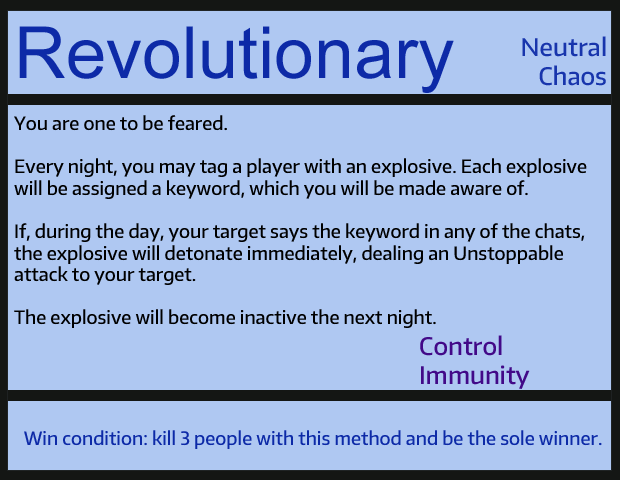 Revolutionary
Neutral
Chaos
You are one to be feared.
Every night, you may tag a player with an explosive. Each explosive
will be assigned a keyword, which you will be made aware of.
If, during the day, your target says the keyword in any of the chats,
the explosive will detonate immediately, dealing an Unstoppable
attack to your target.
The explosive will become inactive the next night.
Control
Immunity
Win condition: kill 3 people with this method and be the sole winner.